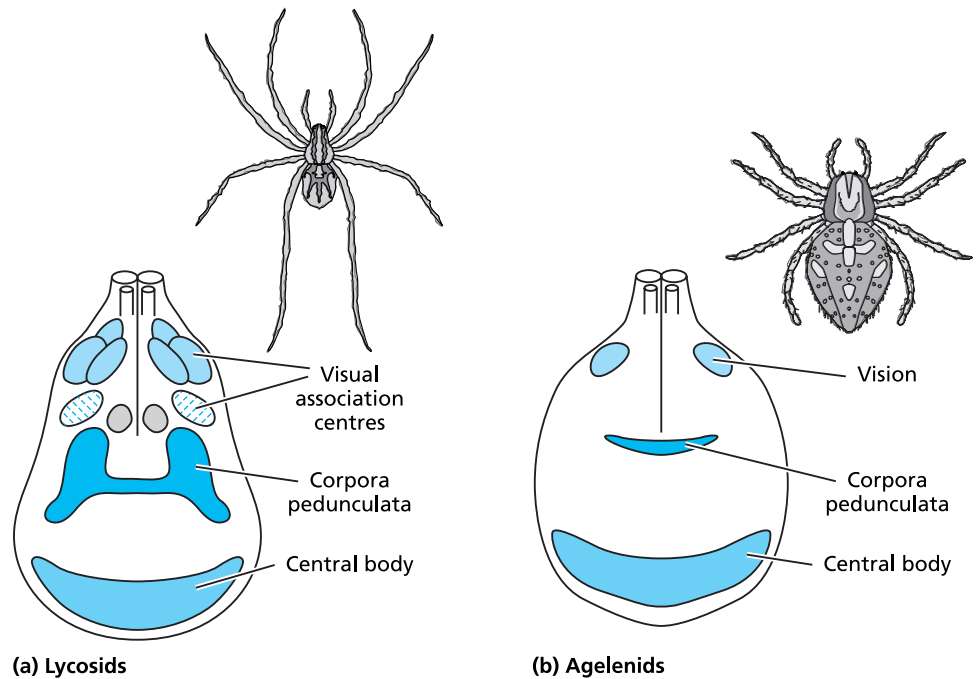 Visual
association
centres
Corpora
pedunculata
Central body
(a) Lycosids
Vision
Corpora
pedunculata
Central body
(b) Agelenids